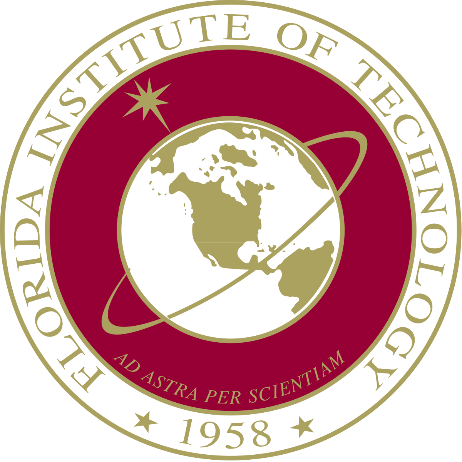 FLORIDA INSTITUTE OF TECHNOLOGY
AD ASTRA PER SCIENTIAM
1958